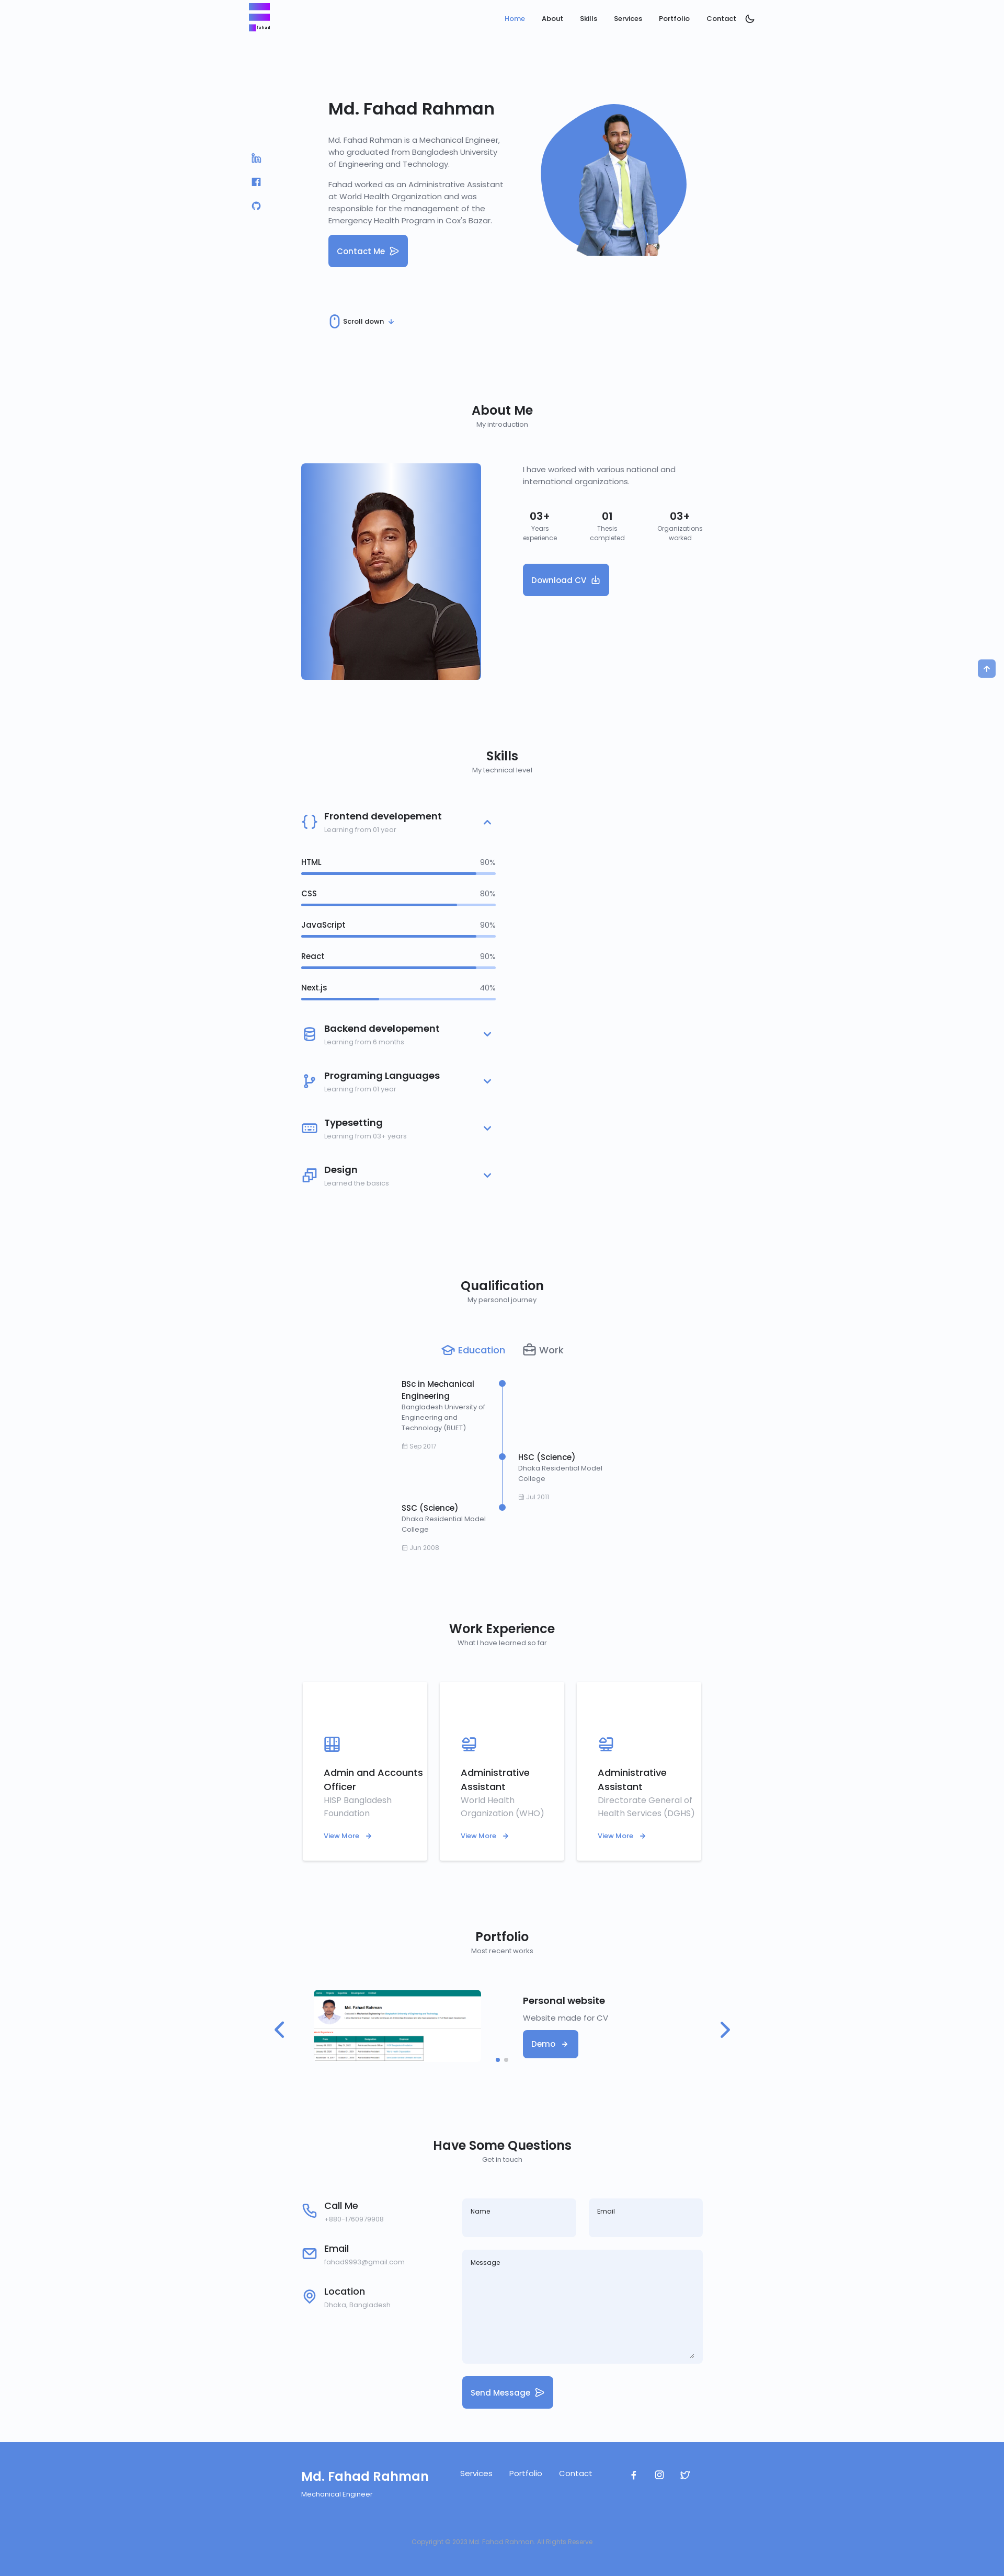 fahad
Home About Skills Services Portfolio Contact
Md. Fahad Rahman
Md. Fahad Rahman is a Mechanical Engineer,
who graduated from Bangladesh University
of Engineering and Technology.
Fahad worked as an Administrative Assistant
at World Health Organization and was
responsible for the management of the
Emergency Health Program in Cox's Bazar.
Contact Me
Scroll down
About Me
My introduction
I have worked with various national and
international organizations.
03+ 01 03+
Years Thesis Organizations
experience completed worked
Download CV
Skills
My technical level
Frontend developement
Learning from 01 year
HTML 90%
CSS 80%
JavaScript 90%
React 90%
Next.js 40%
Backend developement
Learning from 6 months
Programing Languages
Learning from 01 year
Typesetting
Learning from 03+ years
Design
Learned the basics
Qualification
My personal journey
Education Work
BSc in Mechanical
Engineering
Bangladesh University of
Engineering and
Technology (BUET)
Sep 2017
HSC (Science)
Dhaka Residential Model
College
Jul 2011
SSC (Science)
Dhaka Residential Model
College
Jun 2008
Work Experience
What I have learned so far
Admin and Accounts
Officer
HISP Bangladesh
Foundation
View More
Administrative
Assistant
World Health
Organization (WHO)
View More
Administrative
Assistant
Directorate General of
Health Services (DGHS)
View More
Portfolio
Most recent works
Md. Fahad Rahman
Personal website
Website made for CV
Demo
Have Some Questions
Get in touch
Call Me
+880-1760979908
Email
fahad9993@gmail.com
Location
Dhaka, Bangladesh
Name Email
Message
Send Message
Md. Fahad Rahman
Mechanical Engineer
Services Portfolio Contact
Md. Fahad Rahman. All Rights